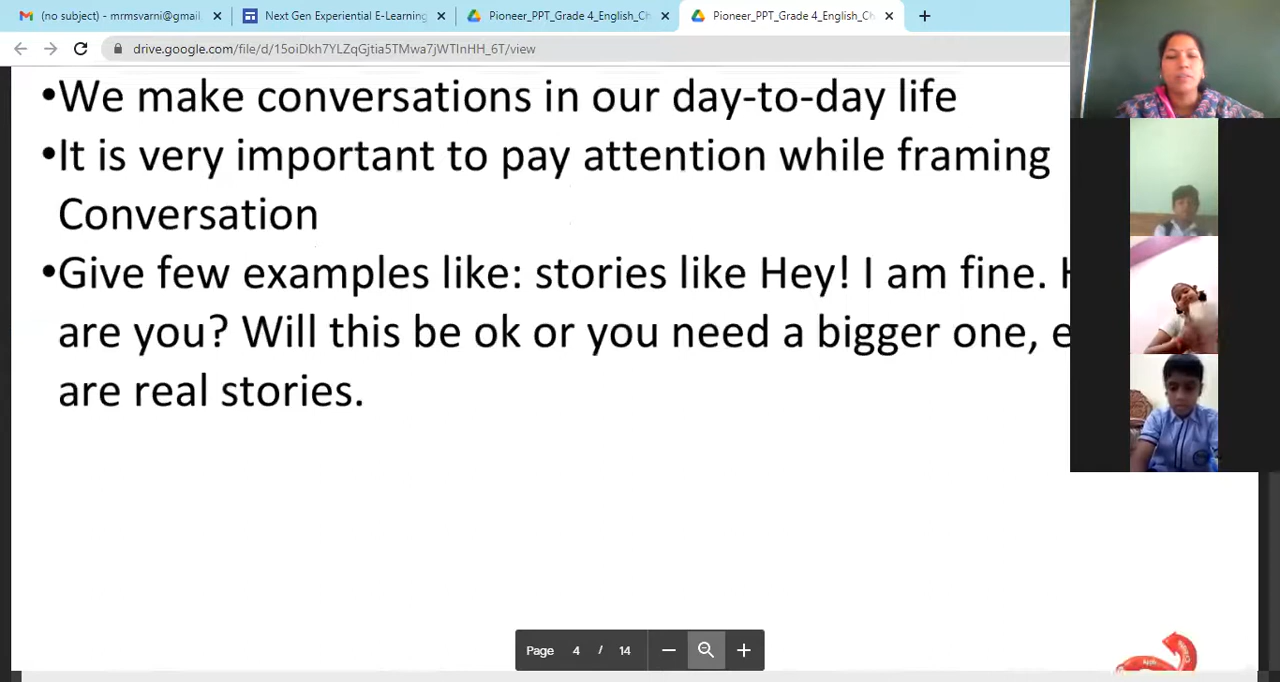 (no subject) - mrmsvarni@gmail
Next Gen Experiential E-Learning
Pioneer_PPT_Grade 4_English_Ch
Pioneer_PPT_Grade 4_English_Ch
drive.google.com/file/d/15oiDkh7YLZqGjtia5TMwa7jWTlnHH_6T/view
•We make conversations in our day-to-day life
•It is very important to pay attention while framing
Conversation
•Give few examples like: stories like Hey! I am fine. H
are you? Will this be ok or you need a bigger one, e
are real stories.
Page 4 / 14